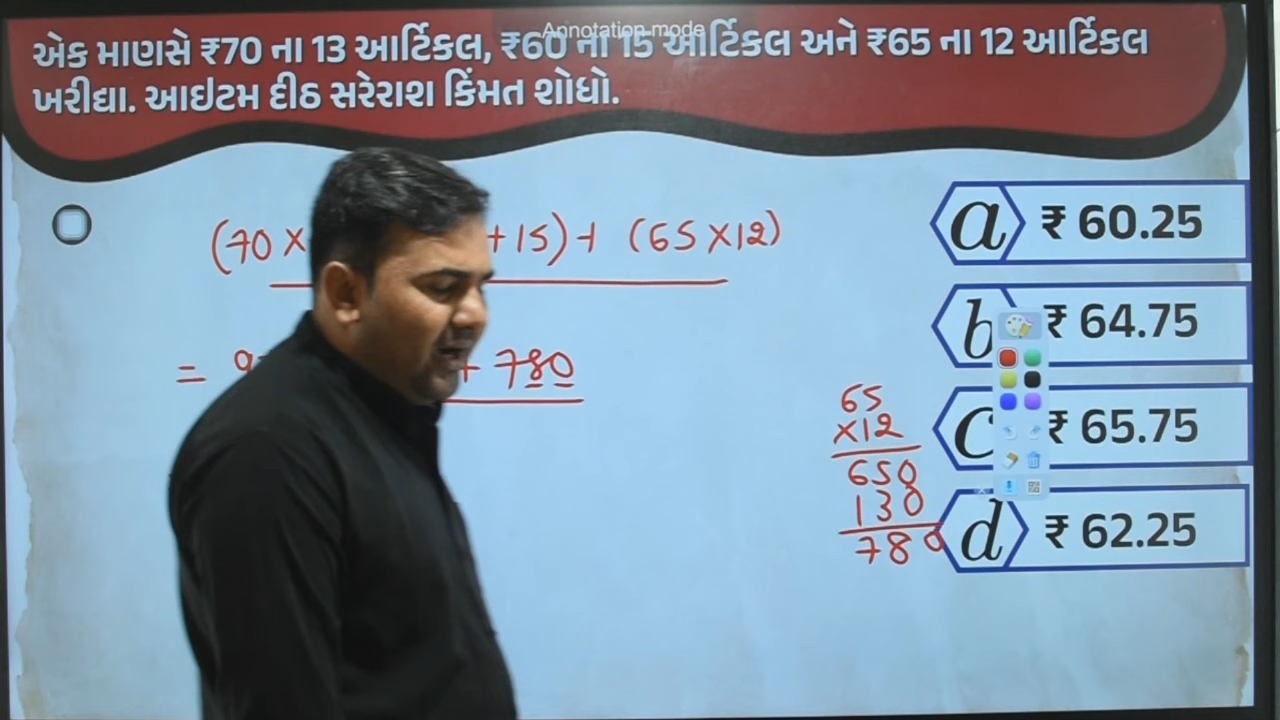 Annotation mode
એક માણસે ₹70 ના 13 આર્ટિકલ, ₹60 ના 15 આર્ટિકલ અને ₹65 ના 12 આર્ટિકલ
ખરીદ્યા. આઇટમ દીઠ સરેરાશ કિંમત શોધો.
(70 × + 15) + (65 × 12)
= 9 + 780
65
×12
650
130
780
a ₹ 60.25
b ₹ 64.75
c ₹ 65.75
d ₹ 62.25